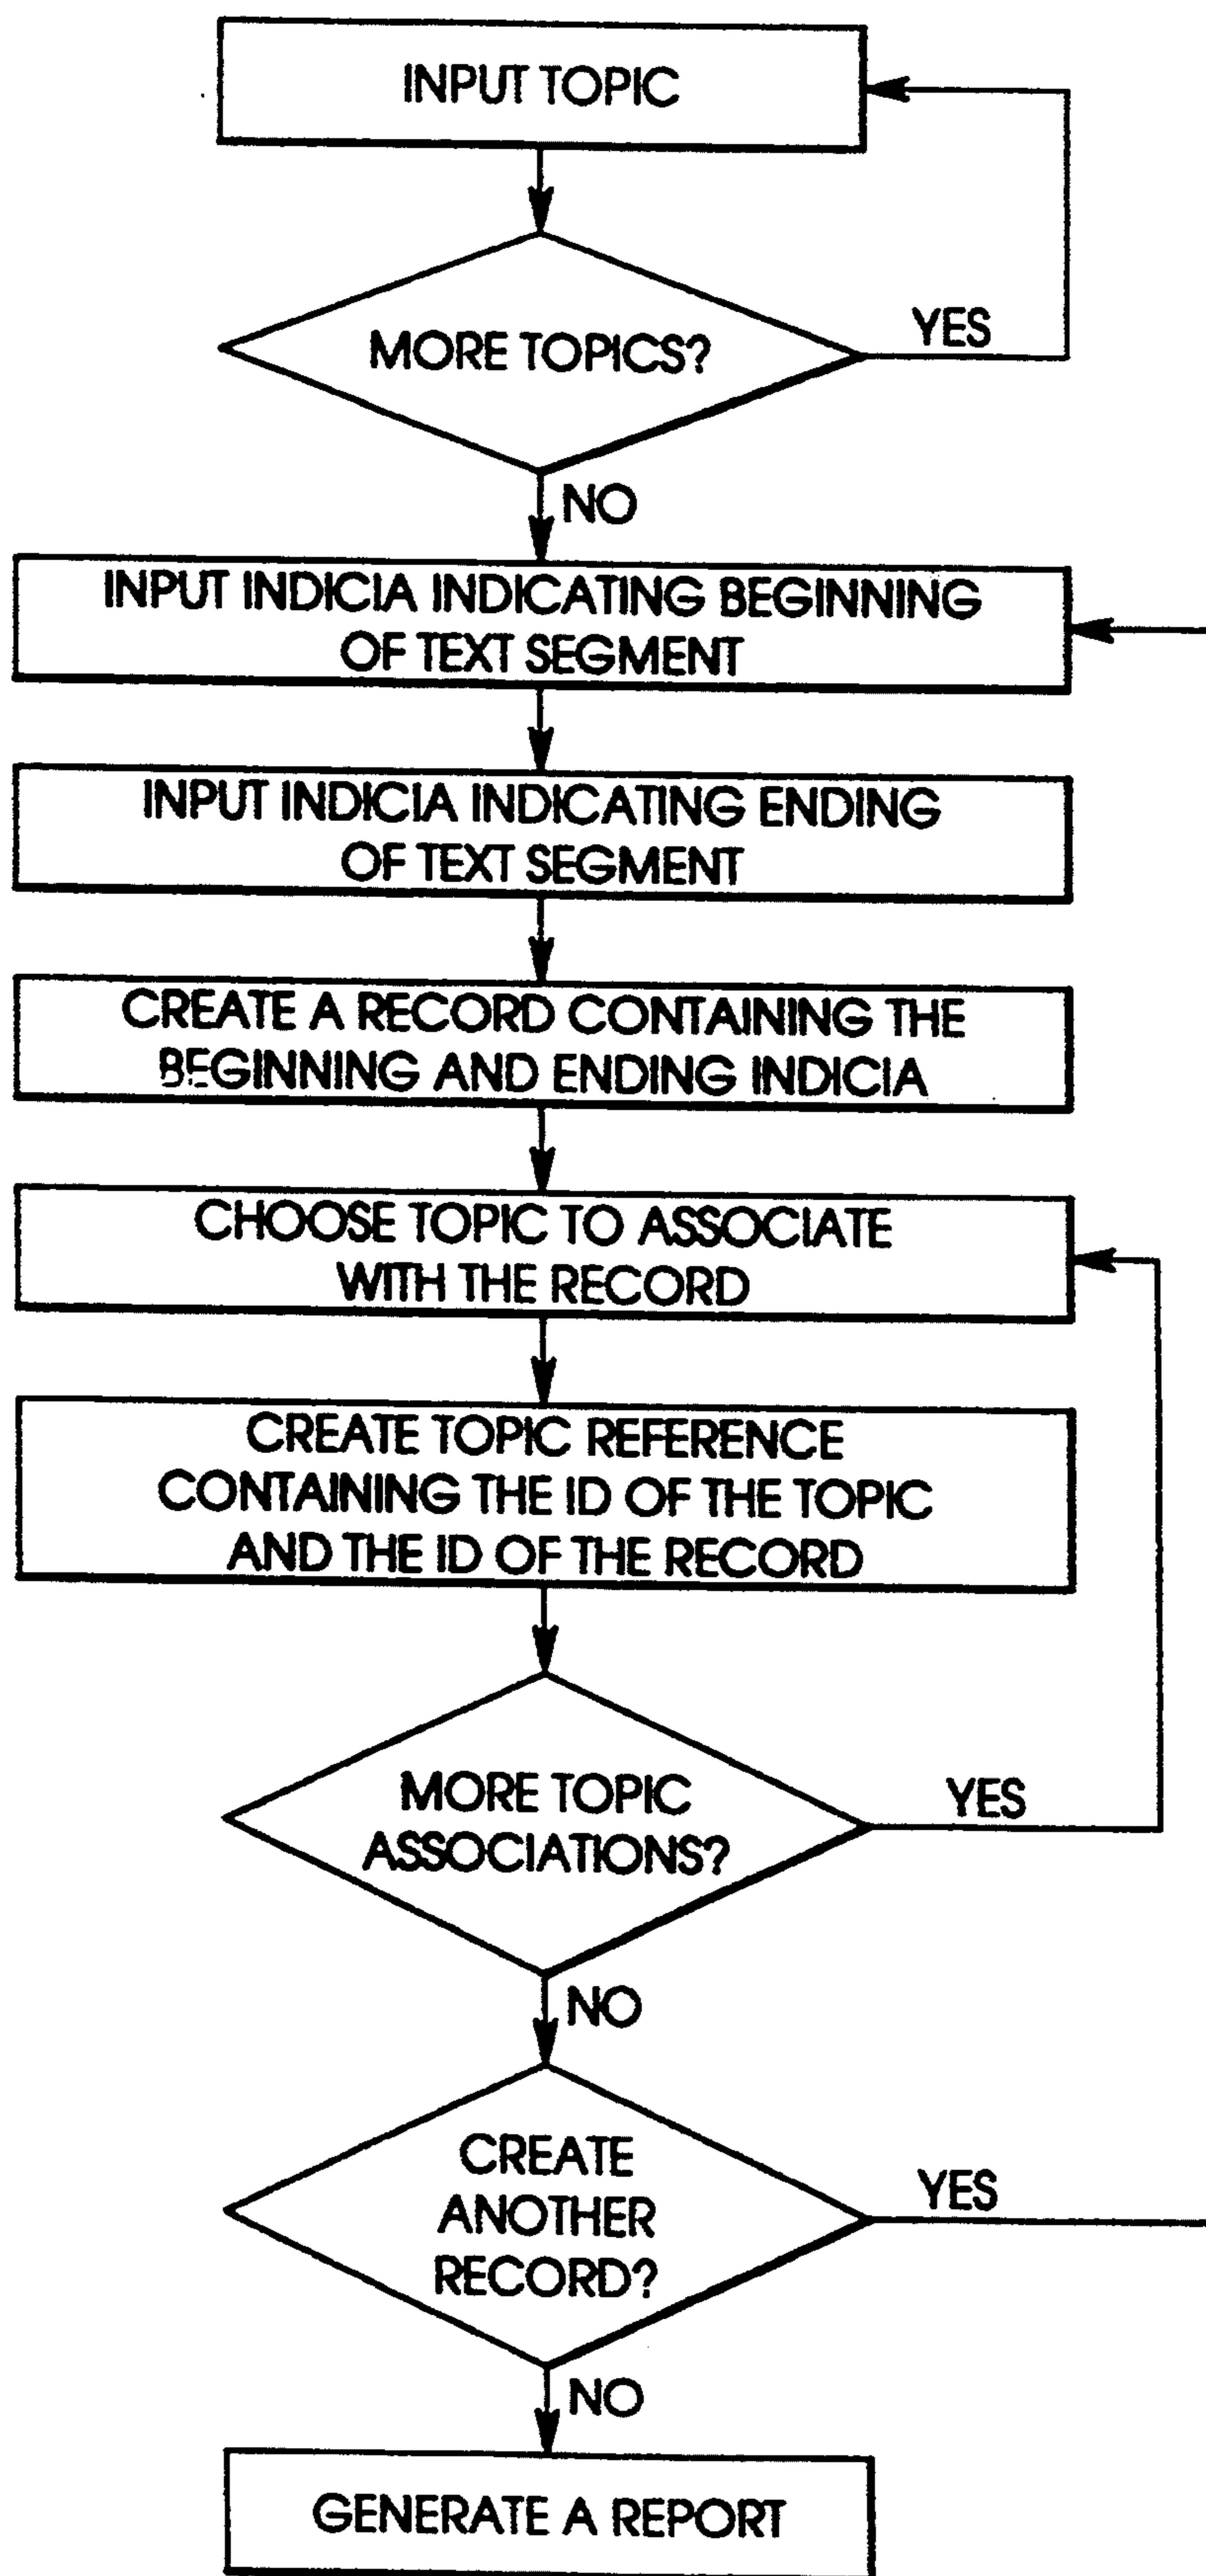 INPUT TOPIC
MORE TOPICS?
YES
NO
INPUT INDICIA INDICATING BEGINNING
OF TEXT SEGMENT
INPUT INDICIA INDICATING ENDING
OF TEXT SEGMENT
CREATE A RECORD CONTAINING THE
BEGINNING AND ENDING INDICIA
CHOOSE TOPIC TO ASSOCIATE
WITH THE RECORD
CREATE TOPIC REFERENCE
CONTAINING THE ID OF THE TOPIC
AND THE ID OF THE RECORD
MORE TOPIC
ASSOCIATIONS?
YES
NO
CREATE
ANOTHER
RECORD?
YES
NO
GENERATE A REPORT